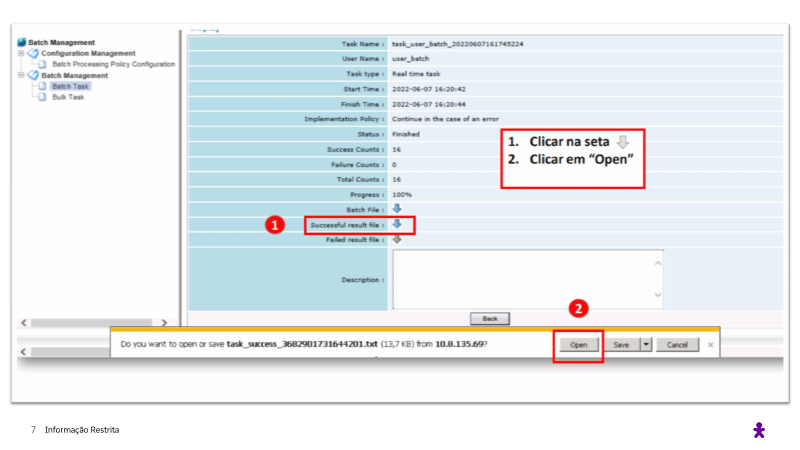 Batch Management
Configuration Management
Batch Processing Policy Configuration
Batch Management
Batch Task
Bulk Task
Task Name : task_user_batch_20220607161745224
User Name : user_batch
Task type : Real time task
Start Time : 2022-06-07 16:20:42
Finish Time : 2022-06-07 16:20:44
Implementation Policy : Continue in the case of an error
Status : Finished
Success Counts : 16
Failure Counts : 0
Total Counts : 16
Progress : 100%
Batch File :
1 Successful result file :
Failed result file :
Description :
1. Clicar na seta
2. Clicar em “Open”
Back
2
Do you want to open or save task_success_3682901731644201.txt (13,7 KB) from 10.8.135.69?
Open Save Cancel ×
7 Informação Restrita